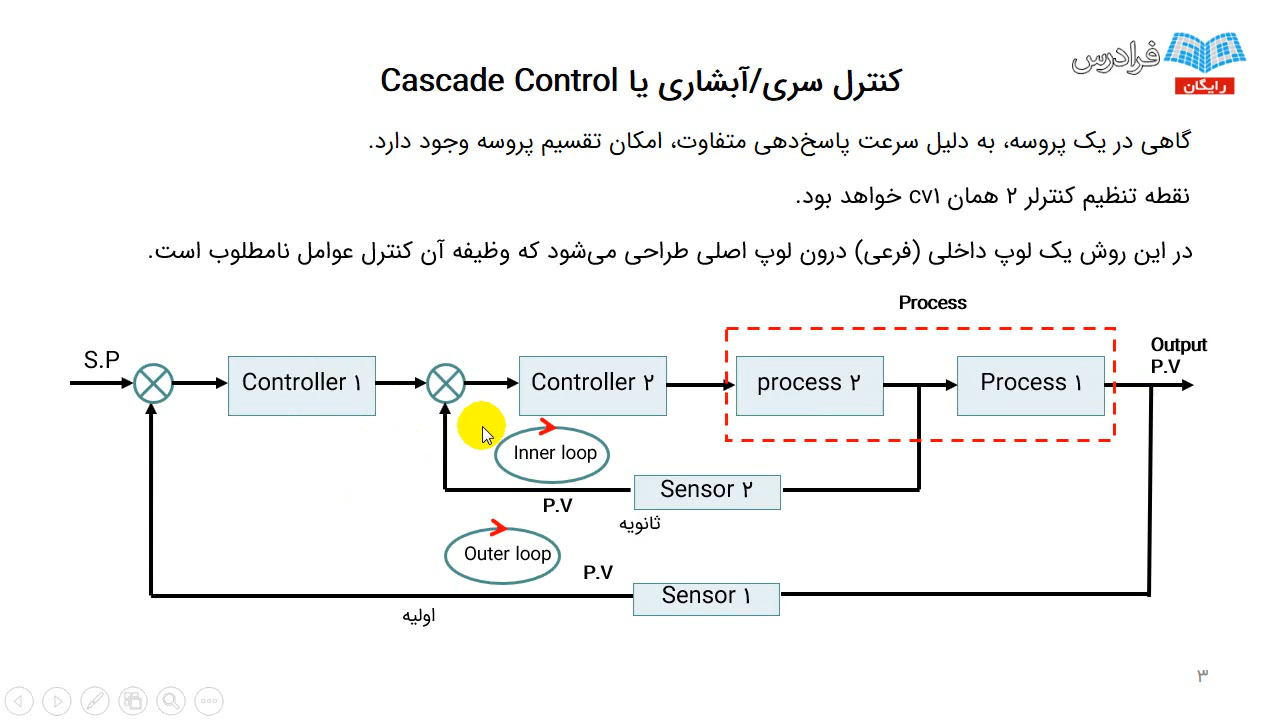 فرادرس
رایگان
کنترل سری/آبشاری یا Cascade Control
گاهی در یک پروسه، به دلیل سرعت پاسخ‌دهی متفاوت، امکان تقسیم پروسه وجود دارد.
نقطه تنظیم کنترلر ۲ همان cv۱ خواهد بود.
در این روش یک لوپ داخلی (فرعی) درون لوپ اصلی طراحی می‌شود که وظیفه آن کنترل عوامل نامطلوب است.
Process
S.P
Controller ۱
Controller ۲
process ۲
Process ۱
Output
P.V
Inner loop
Sensor ۲
P.V
ثانویه
Outer loop
P.V
Sensor ۱
اولیه
۳